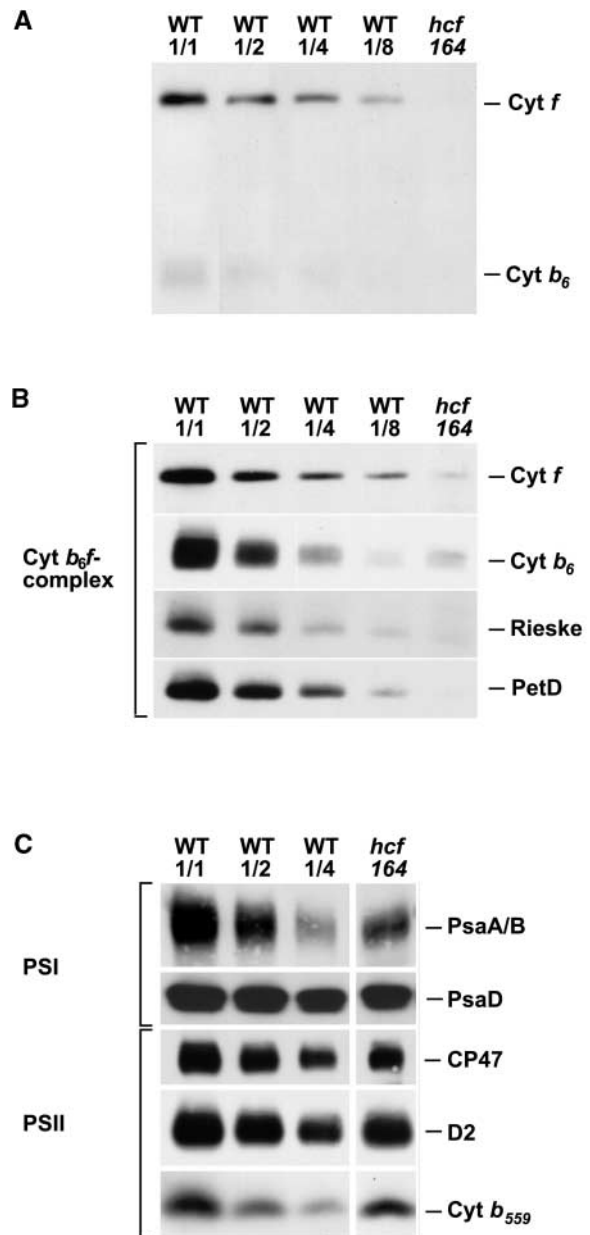 A
WT WT WT WT hcf
1/1 1/2 1/4 1/8 164
– Cyt f
– Cyt b6
B
WT WT WT WT hcf
1/1 1/2 1/4 1/8 164
Cyt b6f-
complex
– Cyt f
– Cyt b6
– Rieske
– PetD
C
WT WT WT hcf
1/1 1/2 1/4 164
PSI
– PsaA/B
– PsaD
PSII
– CP47
– D2
– Cyt b559